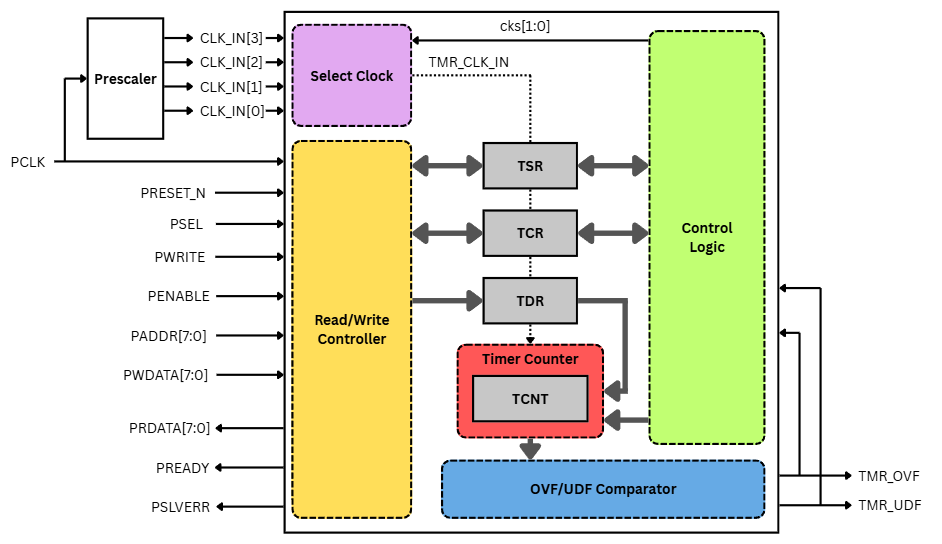 cks[1:0]
CLK_IN[3]
Prescaler
CLK_IN[2]
Select Clock
TMR_CLK_IN
CLK_IN[1]
CLK_IN[0]
PCLK
TSR
PRESET_N
PSEL
TCR
Control
Logic
PWRITE
PENABLE
TDR
Read/Write
Controller
PADDR[7:0]
Timer Counter
PWDATA[7:0]
TCNT
PRDATA[7:0]
PREADY
OVF/UDF Comparator
TMR_OVF
PSLVERR
TMR_UDF